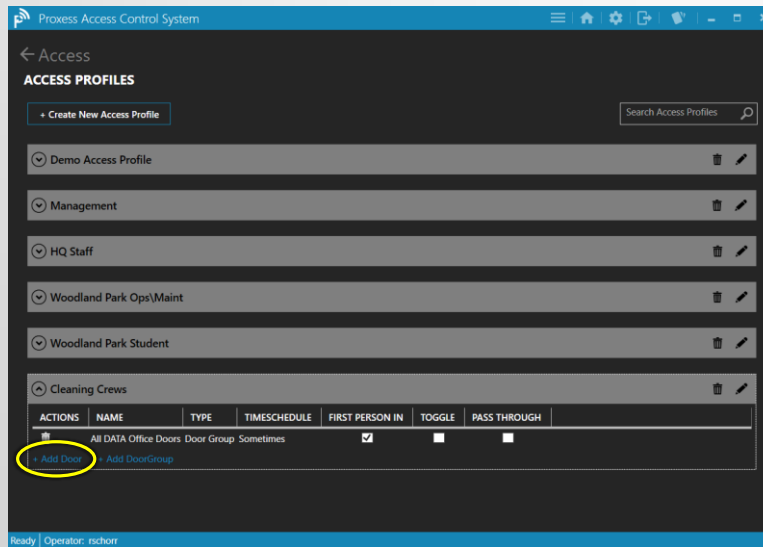 Proxess Access Control System
Access
ACCESS PROFILES
+ Create New Access Profile
Search Access Profiles
Demo Access Profile
Management
HQ Staff
Woodland Park Ops\Maint
Woodland Park Student
Cleaning Crews
ACTIONS NAME TYPE TIMESCHEDULE FIRST PERSON IN TOGGLE PASS THROUGH
All DATA Office Doors Door Group Sometimes
+ Add Door + Add DoorGroup
Ready Operator: rschorr